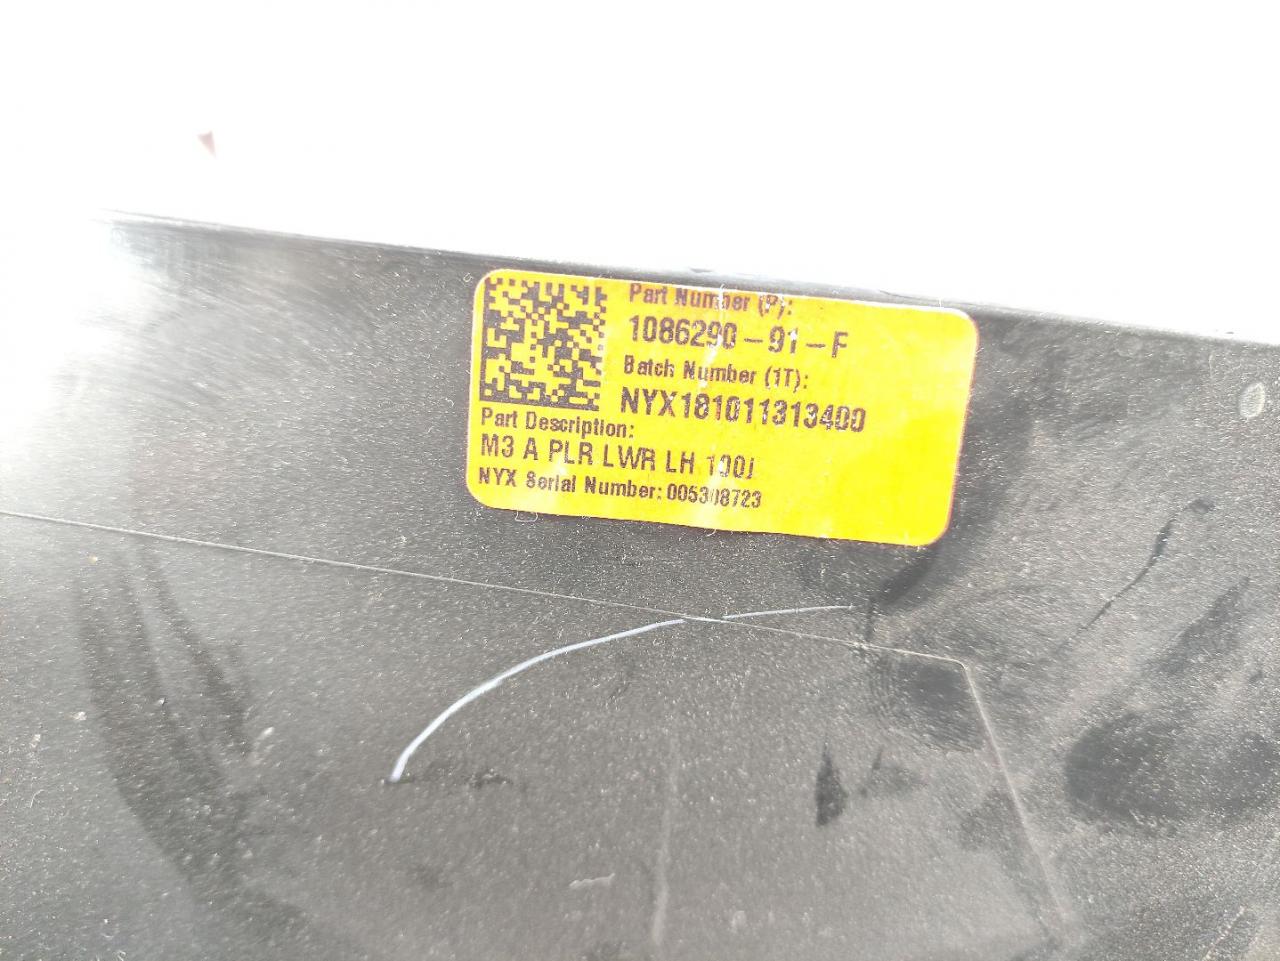 Part Number (P):
1086290-91-F
Batch Number (1T):
NYX181011313400
Part Description:
M3 A PLR LWR LH 100J
NYX Serial Number: 005308723